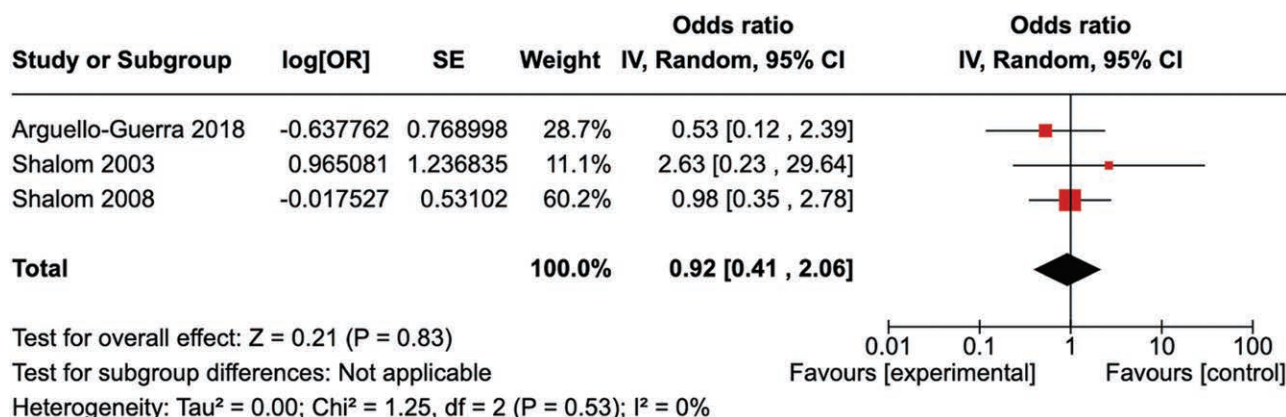 Odds ratio Odds ratio
Study or Subgroup log[OR] SE Weight IV, Random, 95% CI IV, Random, 95% CI
Arguello-Guerra 2018 -0.637762 0.768998 28.7% 0.53 [0.12 , 2.39]
Shalom 2003 0.965081 1.236835 11.1% 2.63 [0.23 , 29.64]
Shalom 2008 -0.017527 0.53102 60.2% 0.98 [0.35 , 2.78]
Total 100.0% 0.92 [0.41 , 2.06]
Test for overall effect: Z = 0.21 (P = 0.83) 0.01 0.1 1 10 100
Test for subgroup differences: Not applicable Favours [experimental] Favours [control]
Heterogeneity: Tau² = 0.00; Chi² = 1.25, df = 2 (P = 0.53); I² = 0%